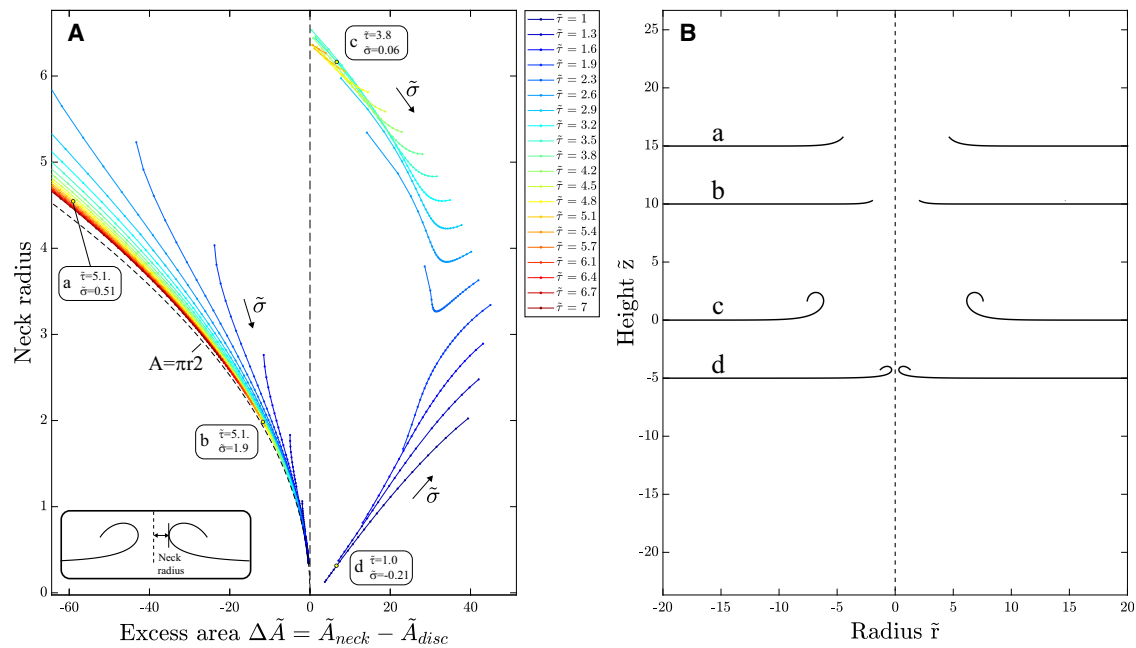 A
c
τ̃=3.8
σ̃=0.06
σ̃
a
τ̃=5.1.
σ̃=0.51
σ̃
A=πr2
b
τ̃=5.1.
σ̃=1.9
σ̃
d
τ̃=1.0
σ̃=-0.21
Neck
radius
Neck radius
0
1
2
3
4
5
6
-60
-40
-20
0
20
40
Excess area ΔÃ = Ã_neck − Ã_disc
τ̃ = 1
τ̃ = 1.3
τ̃ = 1.6
τ̃ = 1.9
τ̃ = 2.3
τ̃ = 2.6
τ̃ = 2.9
τ̃ = 3.2
τ̃ = 3.5
τ̃ = 3.8
τ̃ = 4.2
τ̃ = 4.5
τ̃ = 4.8
τ̃ = 5.1
τ̃ = 5.4
τ̃ = 5.7
τ̃ = 6.1
τ̃ = 6.4
τ̃ = 6.7
τ̃ = 7
B
a
b
c
d
Height z̃
25
20
15
10
5
0
-5
-10
-15
-20
-20
-15
-10
-5
0
5
10
15
20
Radius r̃